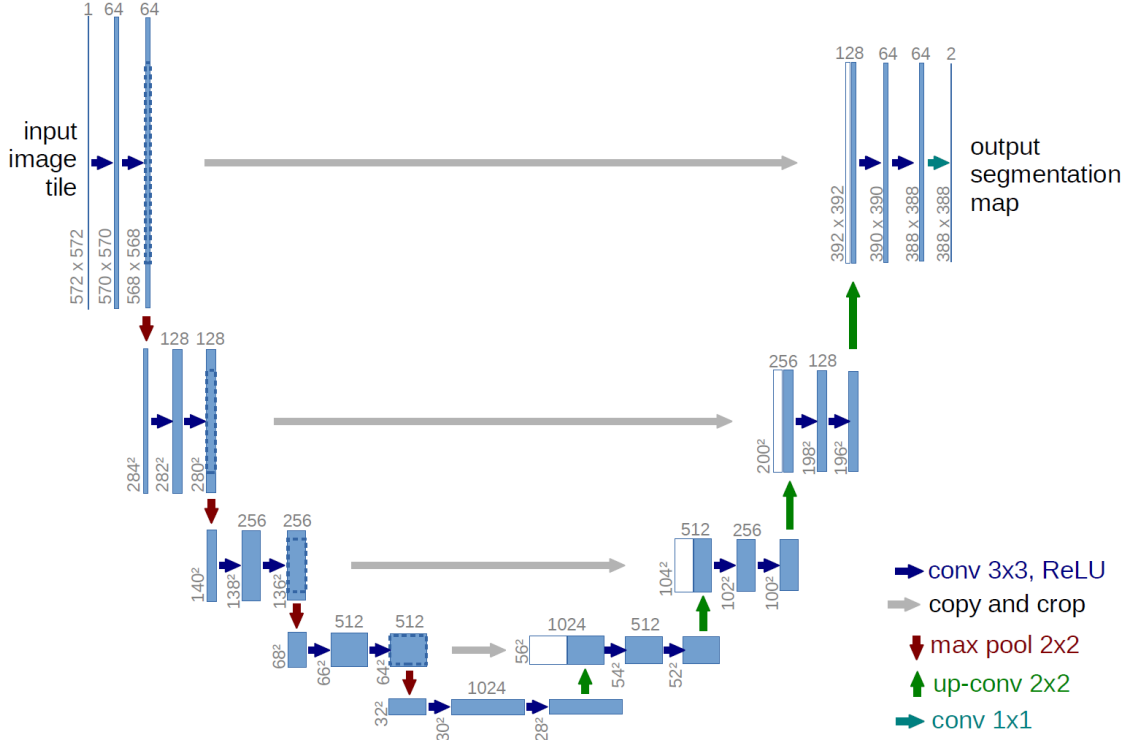 1 64 64
128
64 64 2
input
image
tile
output
segmentation
map
572 x 572
570 x 570
568 x 568
392 x 392
390 x 390
388 x 388
388 x 388
128 128
256 128
284²
282²
280²
200²
198²
196²
256 256
512 256
140²
138²
136²
104²
102²
100²
512 512
1024 512
68²
66²
64²
56²
54²
52²
1024
32²
30²
28²
conv 3x3, ReLU
copy and crop
max pool 2x2
up-conv 2x2
conv 1x1